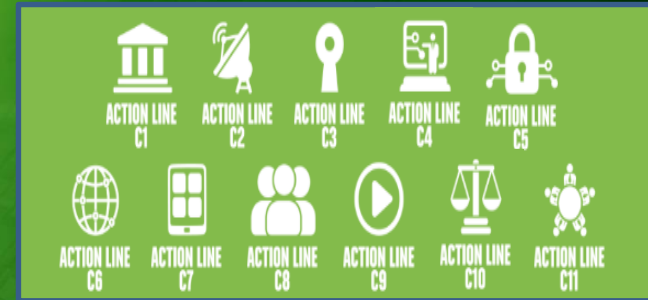 ACTION LINE ACTION LINE ACTION LINE ACTION LINE ACTION LINE
C1 C2 C3 C4 C5
ACTION LINE ACTION LINE ACTION LINE ACTION LINE ACTION LINE ACTION LINE
C6 C7 C8 C9 C10 C11